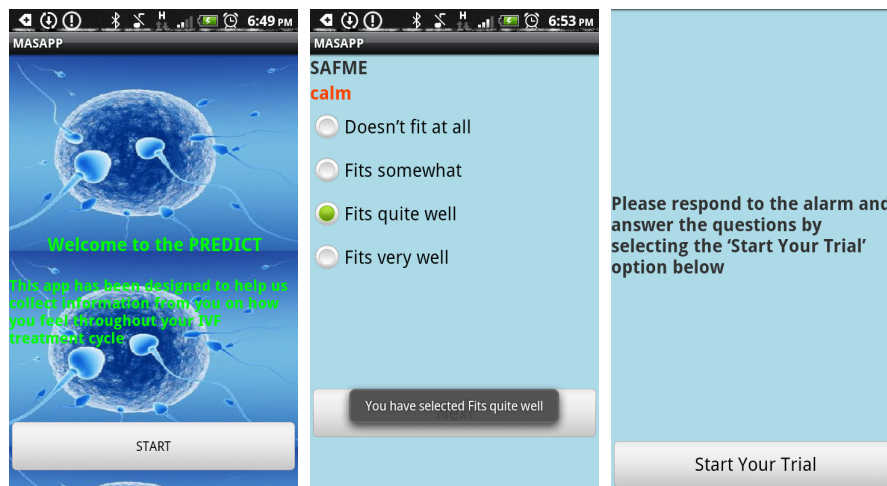 H
6:49 PM
MASAPP
Welcome to the PREDICT
This app has been designed to help us
collect information from you on how
you feel throughout your IVF
treatment cycle
START
H
6:53 PM
MASAPP
SAFME
calm
Doesn't fit at all
Fits somewhat
Fits quite well
Fits very well
You have selected Fits quite well
Next
Please respond to the alarm and
answer the questions by
selecting the ‘Start Your Trial’
option below
Start Your Trial